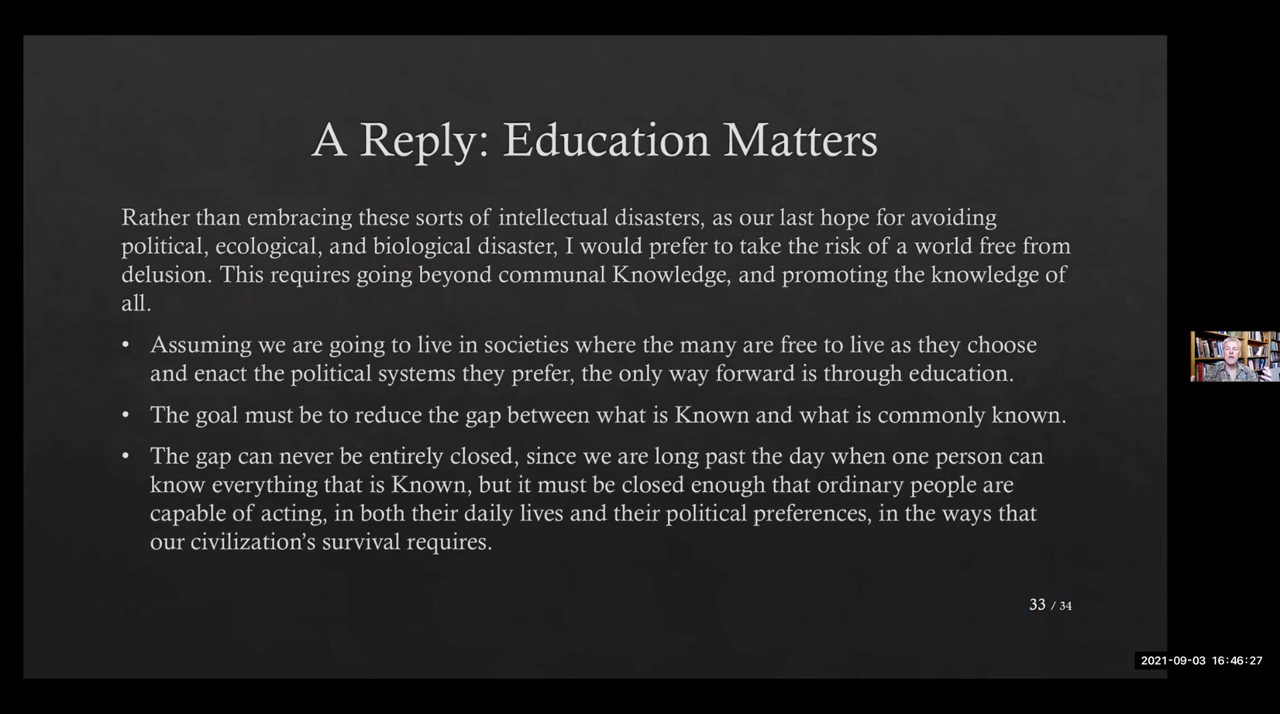 A Reply: Education Matters
Rather than embracing these sorts of intellectual disasters, as our last hope for avoiding
political, ecological, and biological disaster, I would prefer to take the risk of a world free from
delusion. This requires going beyond communal Knowledge, and promoting the knowledge of
all.
• Assuming we are going to live in societies where the many are free to live as they choose
and enact the political systems they prefer, the only way forward is through education.
• The goal must be to reduce the gap between what is Known and what is commonly known.
• The gap can never be entirely closed, since we are long past the day when one person can
know everything that is Known, but it must be closed enough that ordinary people are
capable of acting, in both their daily lives and their political preferences, in the ways that
our civilization’s survival requires.
33 / 34
2021-09-03 16:46:27